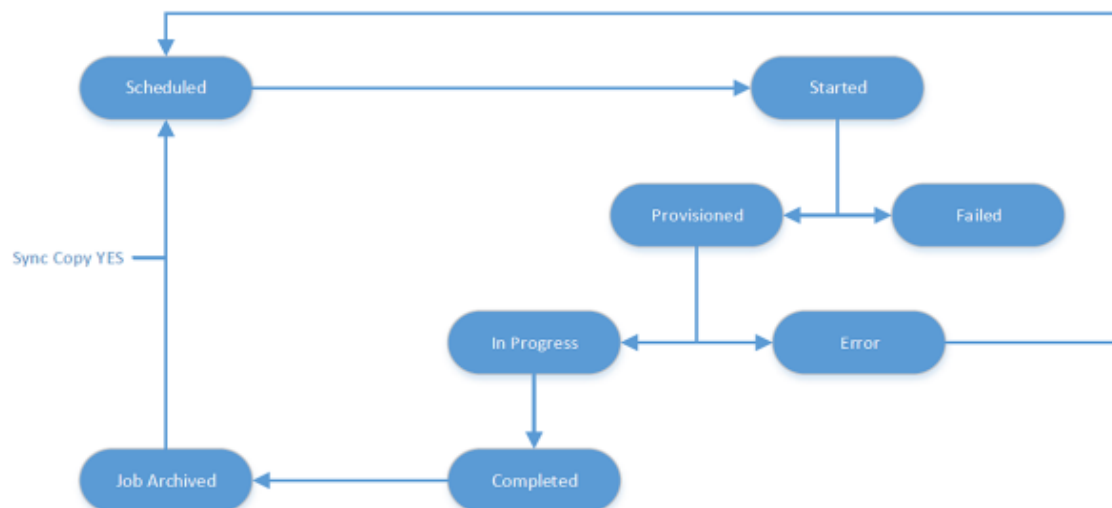 Scheduled
Started
Provisioned
Failed
Sync Copy YES
In Progress
Error
Job Archived
Completed